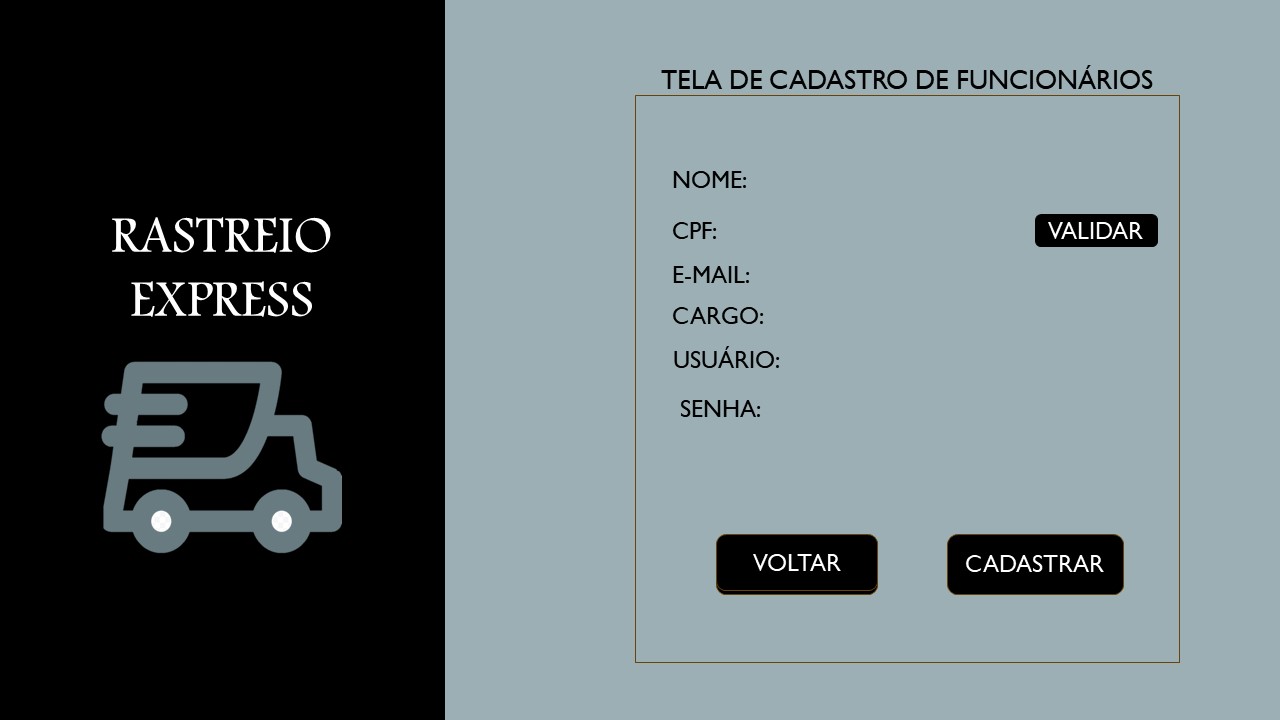 RASTREIO
EXPRESS
TELA DE CADASTRO DE FUNCIONÁRIOS
NOME:
CPF:
VALIDAR
E-MAIL:
CARGO:
USUÁRIO:
SENHA:
VOLTAR
CADASTRAR